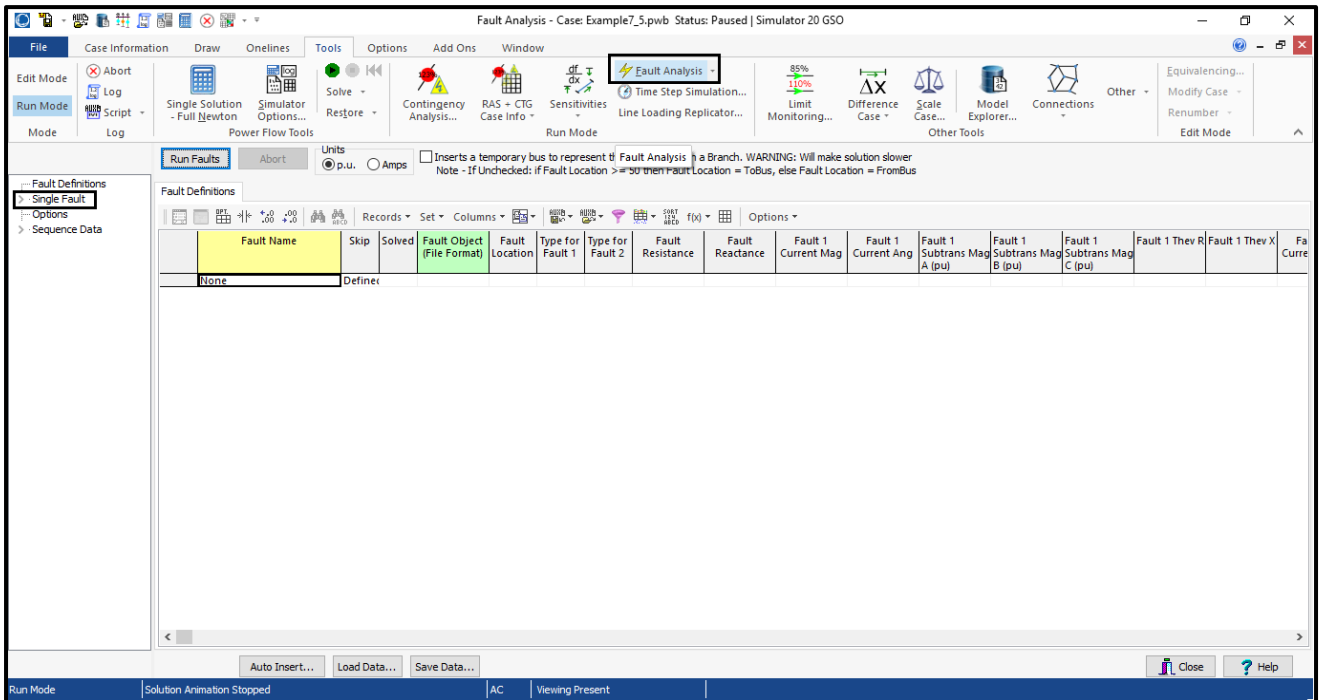 Fault Analysis - Case: Example7_5.pwb Status: Paused | Simulator 20 GSO
File Case Information Draw Onelines Tools Options Add Ons Window
Edit Mode
Run Mode
Mode
Abort
Log
Script
Log
Single Solution
- Full Newton
Simulator
Options...
Solve
Restore
Power Flow Tools
Contingency
Analysis...
RAS + CTG
Case Info
Sensitivities
Fault Analysis
Time Step Simulation...
Line Loading Replicator...
Run Mode
85%
110%
Limit
Monitoring...
ΔX
Difference
Case
Scale
Case...
Model
Explorer...
Connections
Other
Other Tools
Equivalencing...
Modify Case
Renumber
Edit Mode
Run Faults Abort
Units
p.u. Amps
Inserts a temporary bus to represent th Fault Analysis a Branch. WARNING: Will make solution slower
Note - If Unchecked: if Fault Location >= 50 then Fault Location = ToBus, else Fault Location = FromBus
Fault Definitions
Single Fault
Options
Sequence Data
Fault Definitions
Records Set Columns f(x) Options
Fault Name
Skip
Solved
Fault Object
(File Format)
Fault
Location
Type for
Fault 1
Type for
Fault 2
Fault
Resistance
Fault
Reactance
Fault 1
Current Mag
Fault 1
Current Ang
Fault 1
Subtrans Mag
A (pu)
Fault 1
Subtrans Mag
B (pu)
Fault 1
Subtrans Mag
C (pu)
Fault 1 Thev R
Fault 1 Thev X
Fa
Curre
None Define
Auto Insert... Load Data... Save Data... Close Help
Run Mode Solution Animation Stopped AC Viewing Present